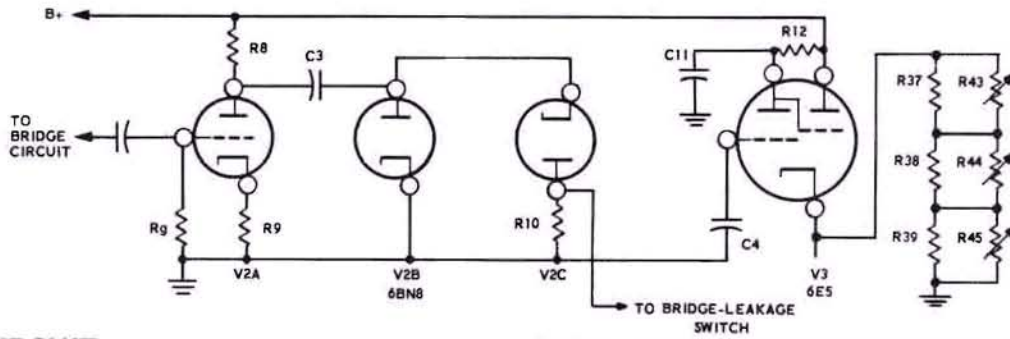 B+
R8
C3
R12
C11
R37
R43
TO
BRIDGE
CIRCUIT
R38
R44
Rg
R9
R10
C4
R39
R45
V2A
V2B
6BN8
V2C
V3
6E5
TO BRIDGE-LEAKAGE
SWITCH